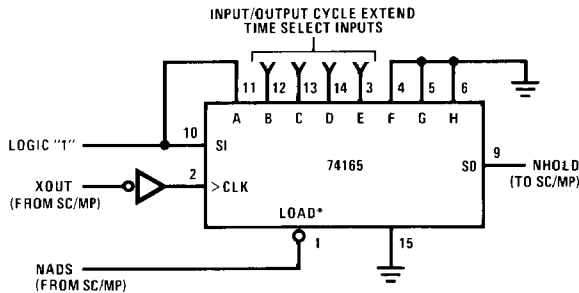 INPUT/OUTPUT CYCLE EXTEND
TIME SELECT INPUTS
11 12 13 14 3 4 5 6
A B C D E F G H
LOGIC "1" 10 SI
74165
SO 9 NHOLD
(TO SC/MP)
XOUT 2 >CLK
(FROM SC/MP)
LOAD*
1 15
NADS
(FROM SC/MP)